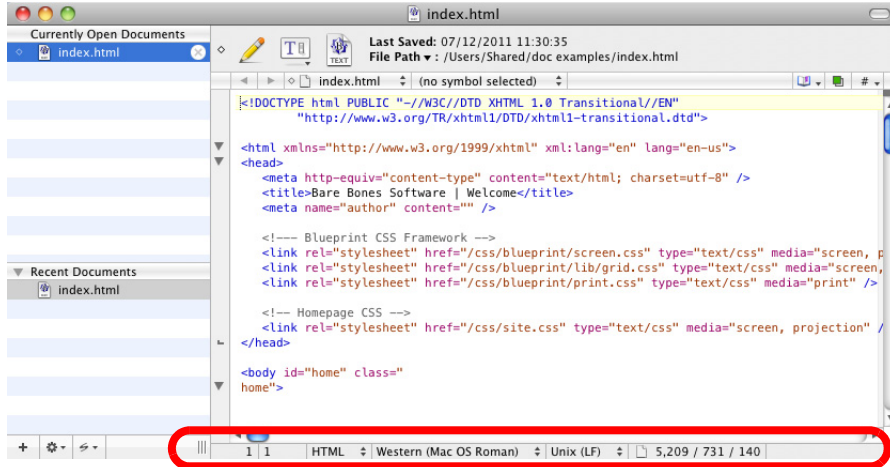 index.html
Currently Open Documents
index.html
Last Saved: 07/12/2011 11:30:35
File Path ▾ : /Users/Shared/doc examples/index.html
TEXT
index.html (no symbol selected) #
<!DOCTYPE html PUBLIC "-//W3C//DTD XHTML 1.0 Transitional//EN"
"http://www.w3.org/TR/xhtml1/DTD/xhtml1-transitional.dtd">
<html xmlns="http://www.w3.org/1999/xhtml" xml:lang="en" lang="en-us">
<head>
<meta http-equiv="content-type" content="text/html; charset=utf-8" />
<title>Bare Bones Software | Welcome</title>
<meta name="author" content="" />
<!--- Blueprint CSS Framework -->
<link rel="stylesheet" href="/css/blueprint/screen.css" type="text/css" media="screen, p
<link rel="stylesheet" href="/css/blueprint/lib/grid.css" type="text/css" media="screen,
<link rel="stylesheet" href="/css/blueprint/print.css" type="text/css" media="print" />
<!-- Homepage CSS -->
<link rel="stylesheet" href="/css/site.css" type="text/css" media="screen, projection" /
</head>
<body id="home" class="
home">
Recent Documents
index.html
1 1 HTML Western (Mac OS Roman) Unix (LF) 5,209 / 731 / 140